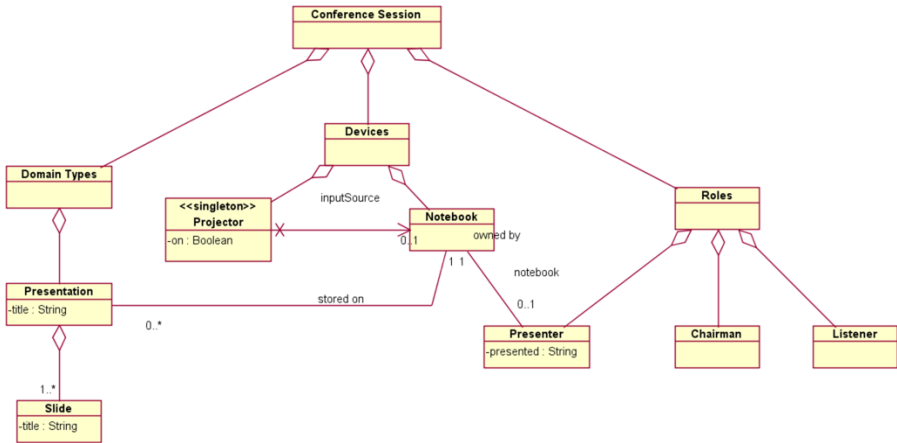 Conference Session
Devices
Domain Types
<<singleton>>
Projector
-on : Boolean
inputSource
0..1
Notebook
owned by
Roles
1 1
notebook
0..1
Presentation
-title : String
stored on
0..*
Presenter
-presented : String
Chairman
Listener
1..*
Slide
-title : String